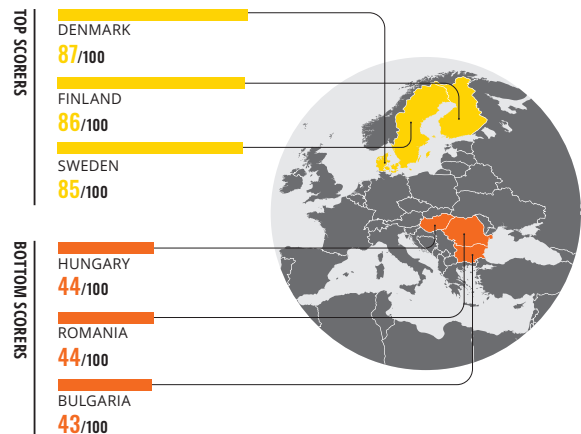 TOP SCORERS
DENMARK
87/100
FINLAND
86/100
SWEDEN
85/100
BOTTOM SCORERS
HUNGARY
44/100
ROMANIA
44/100
BULGARIA
43/100